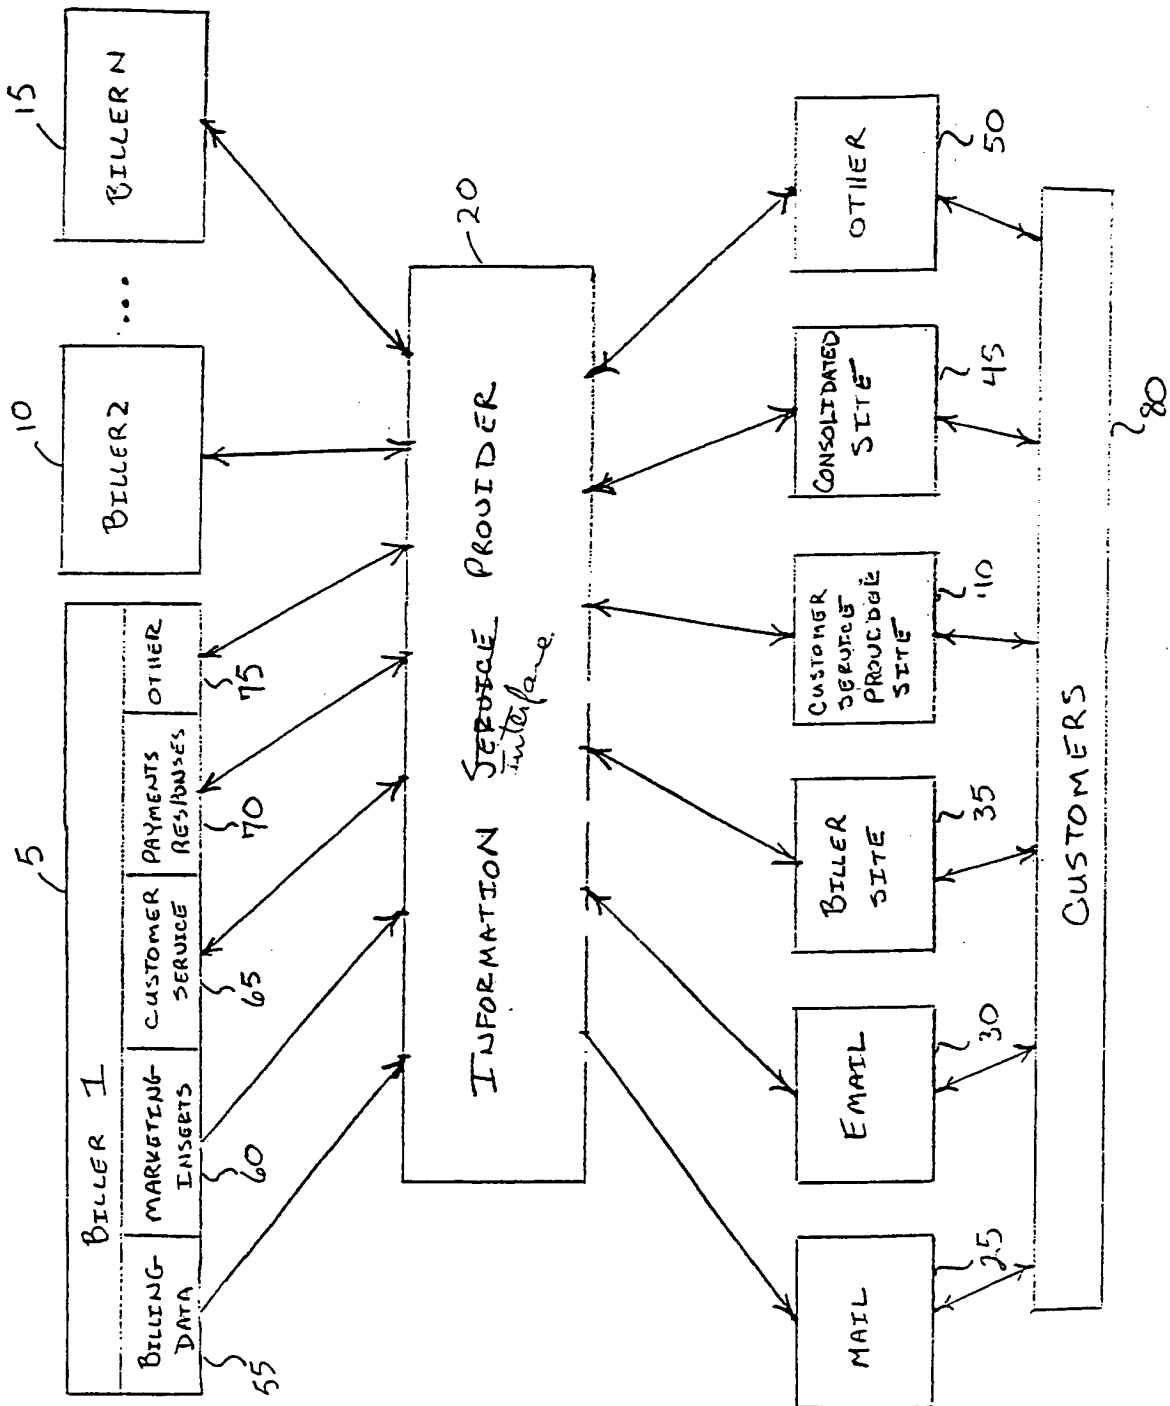 5
BILLER 1
BILLING
DATA
55
MARKETING
INSERTS
60
CUSTOMER
SERVICE
65
PAYMENTS
RESPONSES
70
OTHER
75
10
BILLER 2
...
15
BILLER N
20
INFORMATION SERVICE PROVIDER
interface
MAIL
25
EMAIL
30
BILLER
SITE
35
CUSTOMER
SERVICE
PROVIDER
SITE
40
CONSOLIDATED
SITE
45
OTHER
50
CUSTOMERS
80